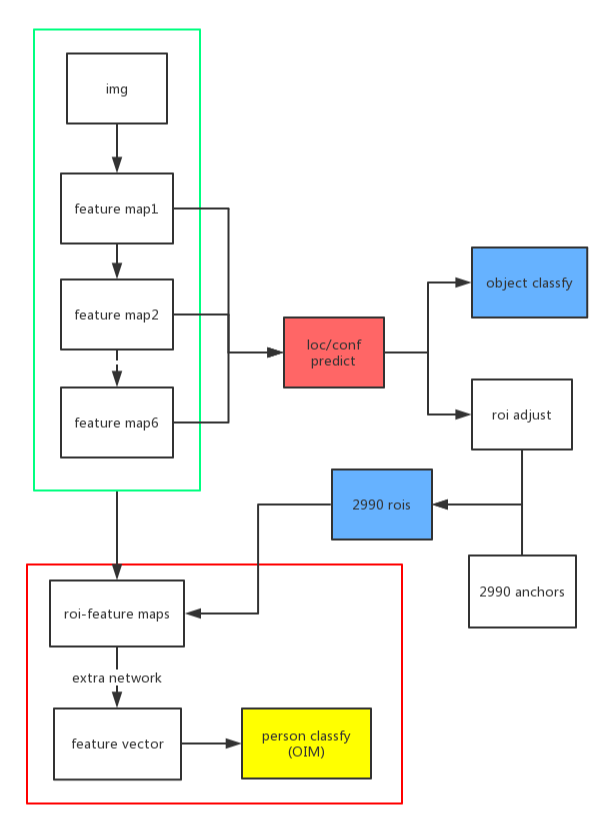 img
feature map1
feature map2
feature map6
loc/conf
predict
object classfy
roi adjust
2990 rois
2990 anchors
roi-feature maps
extra network
feature vector
person classfy
(OIM)